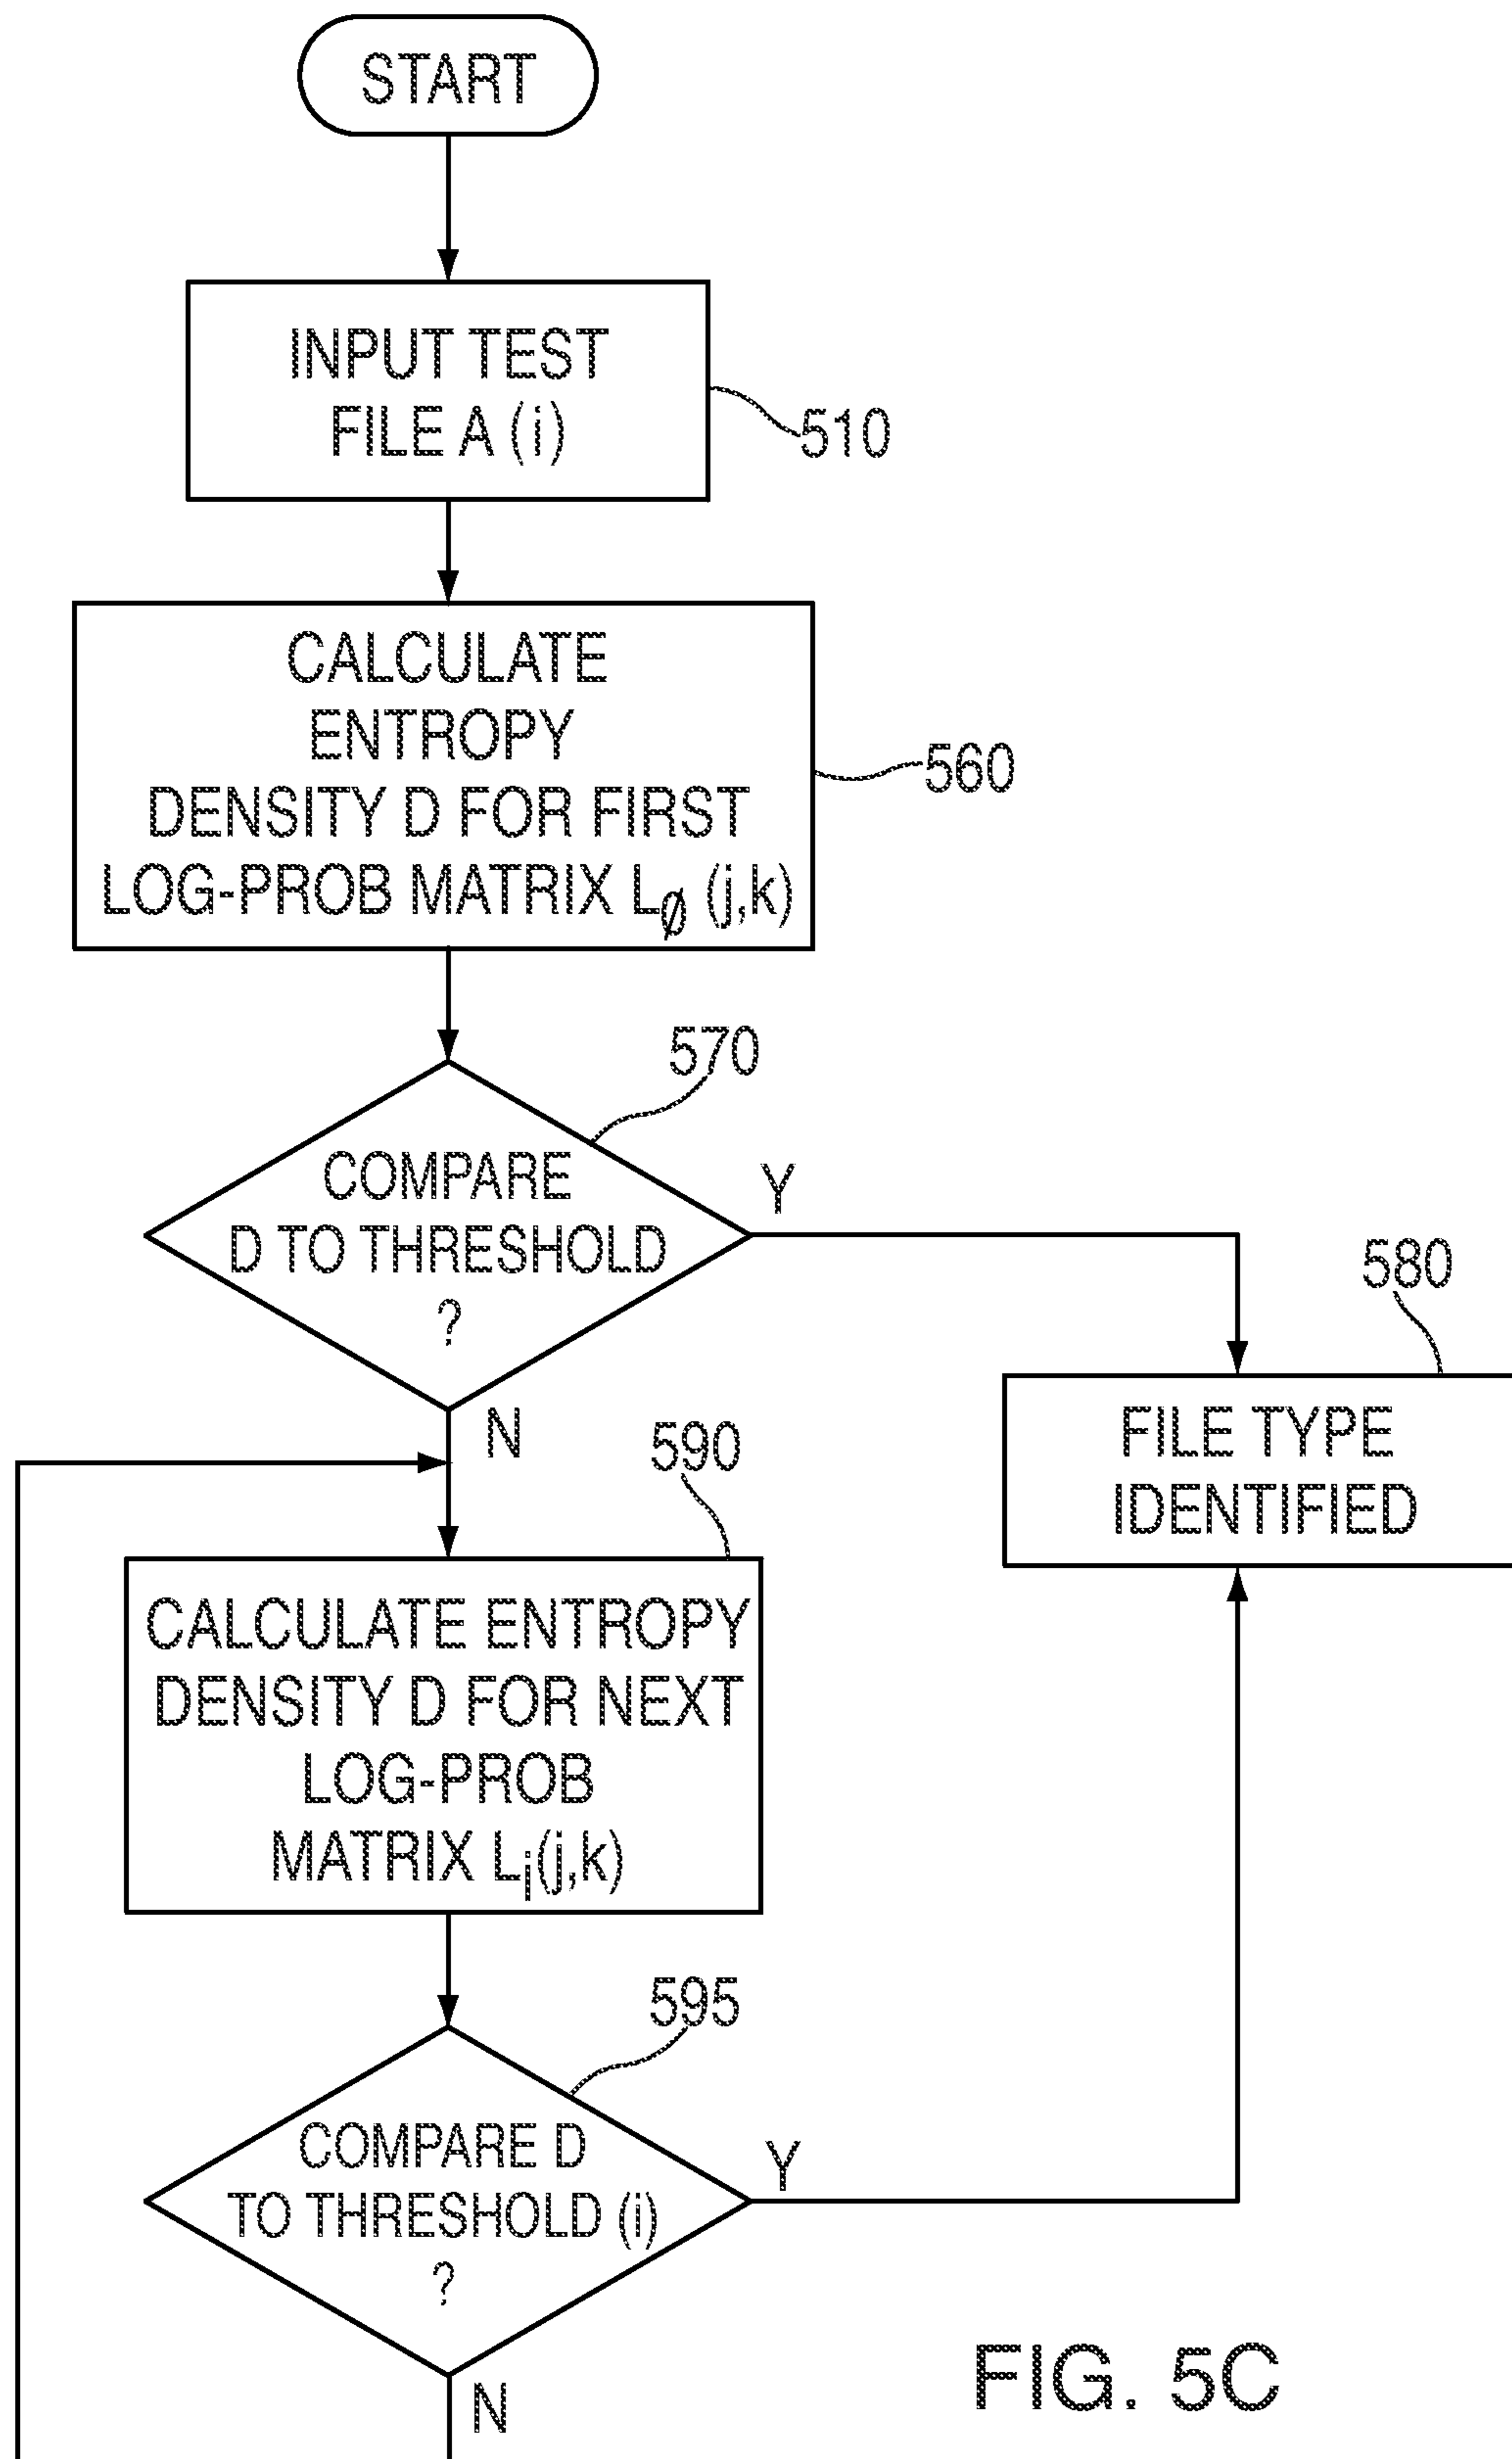 START
INPUT TEST
FILE A (i)
510
CALCULATE
ENTROPY
DENSITY D FOR FIRST
LOG-PROB MATRIX L∅ (j,k)
560
570
COMPARE
D TO THRESHOLD
?
Y
N
580
FILE TYPE
IDENTIFIED
590
CALCULATE ENTROPY
DENSITY D FOR NEXT
LOG-PROB
MATRIX Li(j,k)
595
COMPARE D
TO THRESHOLD (i)
?
Y
N
FIG. 5C